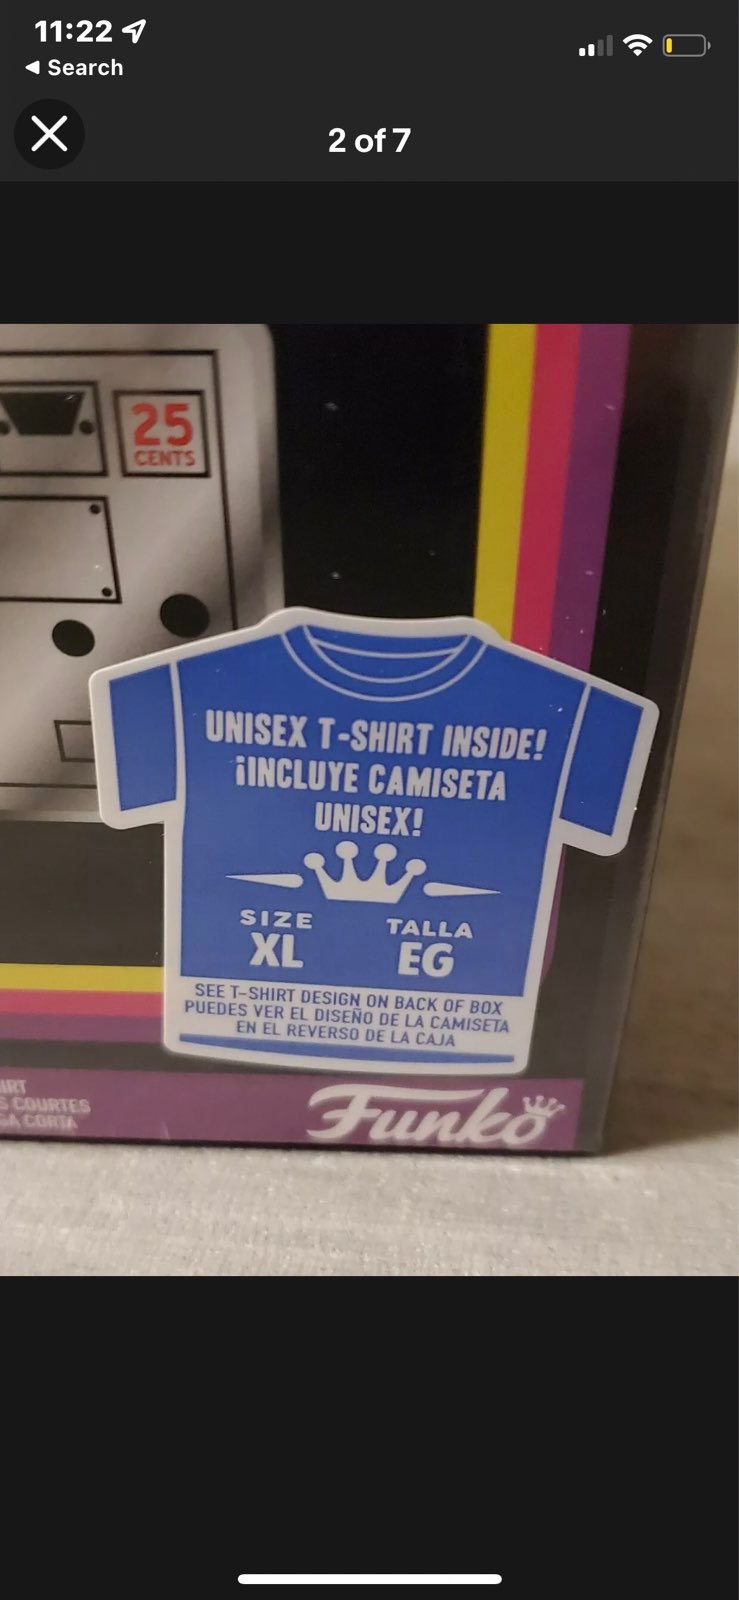 11:22
Search
2 of 7
25
CENTS
UNISEX T-SHIRT INSIDE!
¡INCLUYE CAMISETA
UNISEX!
SIZE TALLA
XL EG
SEE T-SHIRT DESIGN ON BACK OF BOX
PUEDES VER EL DISEÑO DE LA CAMISETA
EN EL REVERSO DE LA CAJA
COURTES
CORTA
Funko